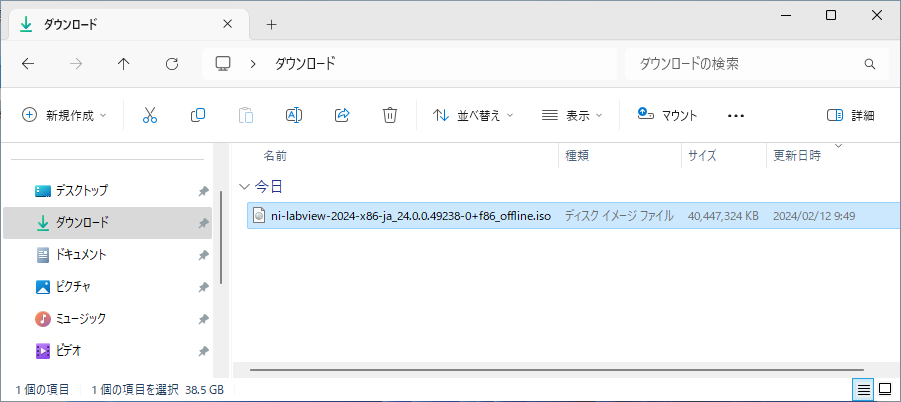 ダウンロード
ダウンロード
ダウンロードの検索
新規作成
並べ替え
表示
マウント
詳細
名前 種類 サイズ 更新日時
デスクトップ
ダウンロード
ドキュメント
ピクチャ
ミュージック
ビデオ
今日
ni-labview-2024-x86-ja_24.0.0.49238-0+f86_offline.iso ディスク イメージ ファイル 40,447,324 KB 2024/02/12 9:49
1 個の項目 1 個の項目を選択 38.5 GB